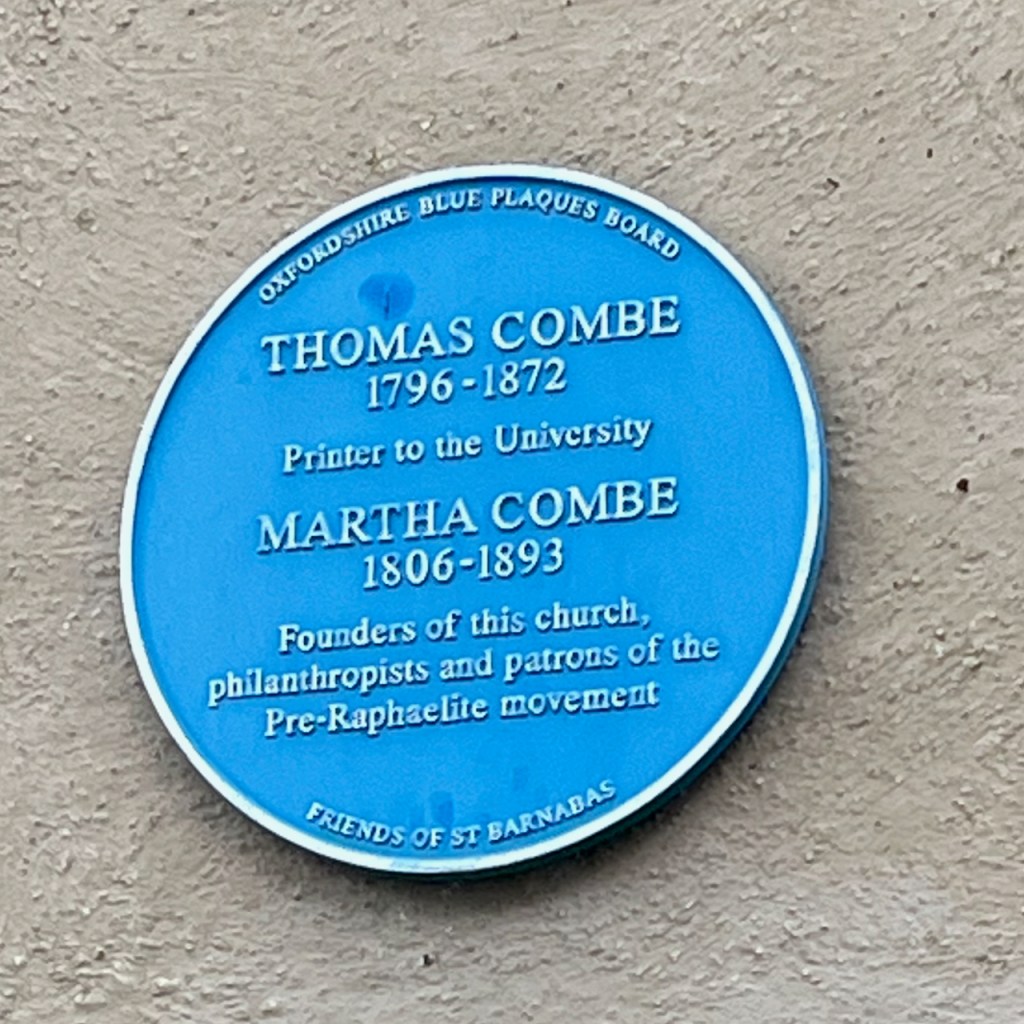 OXFORDSHIRE BLUE PLAQUES BOARD
THOMAS COMBE
1796-1872
Printer to the University
MARTHA COMBE
1806-1893
Founders of this church,
philanthropists and patrons of the
Pre-Raphaelite movement
FRIENDS OF ST BARNABAS